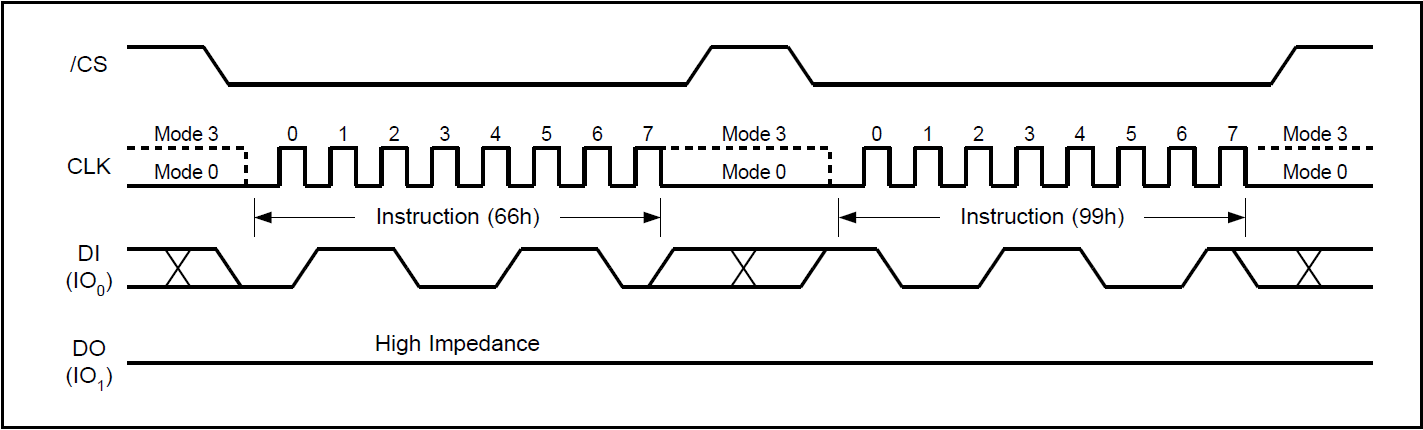 /CS
Mode 3 0 1 2 3 4 5 6 7 Mode 3 0 1 2 3 4 5 6 7 Mode 3
CLK
Mode 0 Mode 0 Mode 0
Instruction (66h) Instruction (99h)
DI
(IO0)
High Impedance
DO
(IO1)